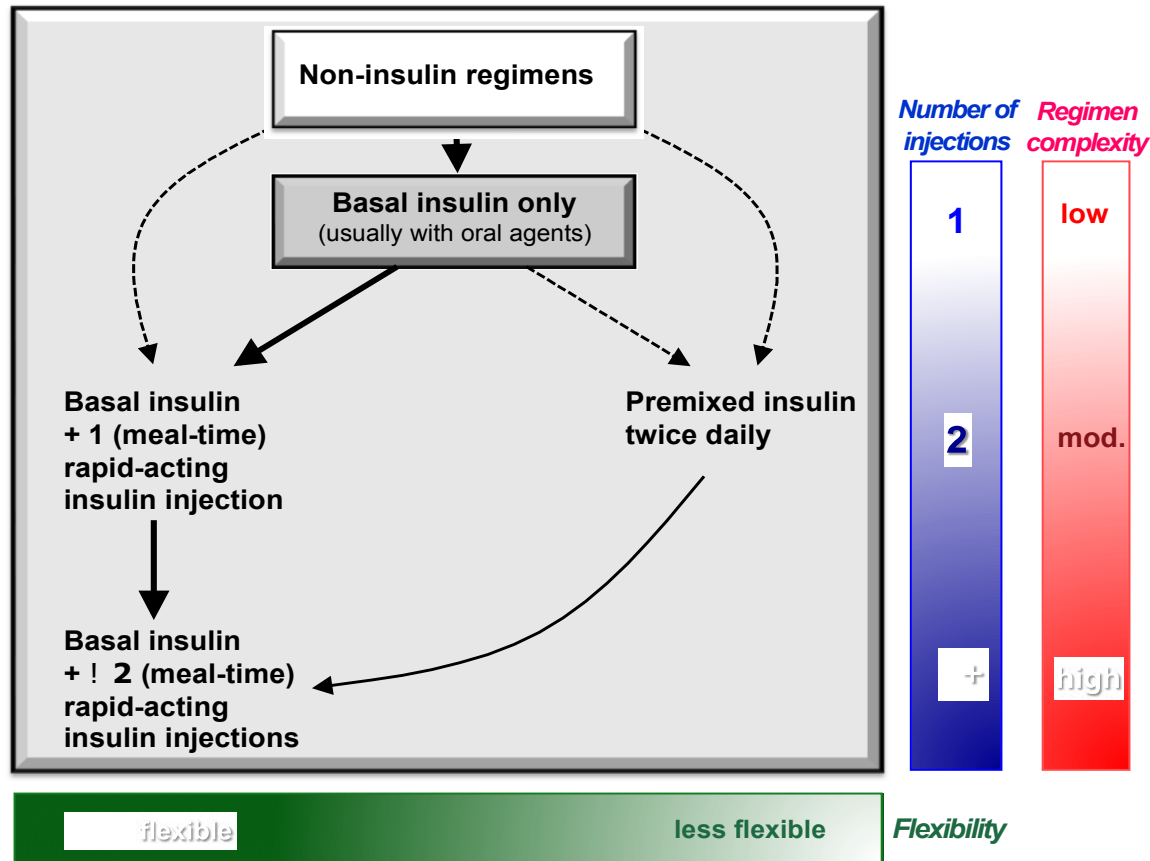 Non-insulin regimens
Number of
injections
Regimen
complexity
Basal insulin only
(usually with oral agents)
1
low
Basal insulin
+ 1 (meal-time)
rapid-acting
insulin injection
Premixed insulin
twice daily
2
mod.
Basal insulin
+ ! 2 (meal-time)
rapid-acting
insulin injections
+
high
flexible
less flexible
Flexibility